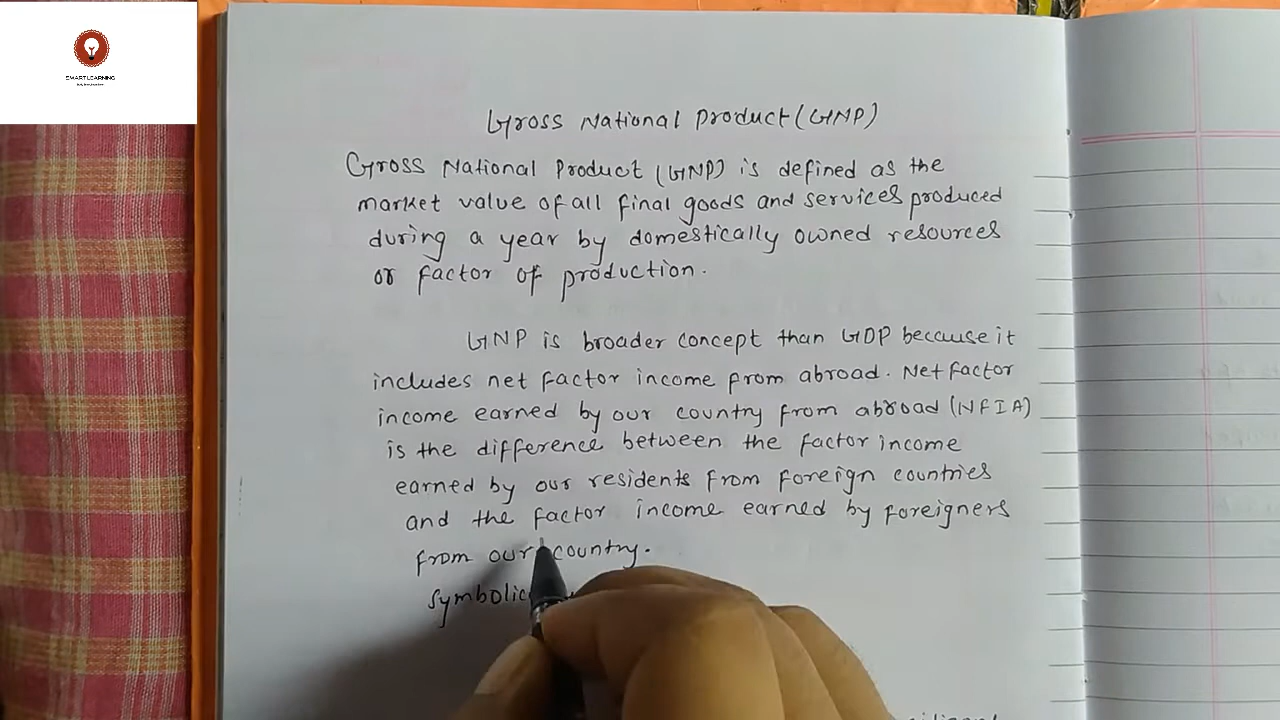 SMART LEARNING
Gross National Product (GNP)
Gross National Product (GNP) is defined as the
market value of all final goods and services produced
during a year by domestically owned resources
or factor of production.
GNP is broader concept than GDP because it
includes net factor income from abroad. Net factor
income earned by our country from abroad (NFIA)
is the difference between the factor income
earned by our residents from foreign countries
and the factor income earned by foreigners
from our country.